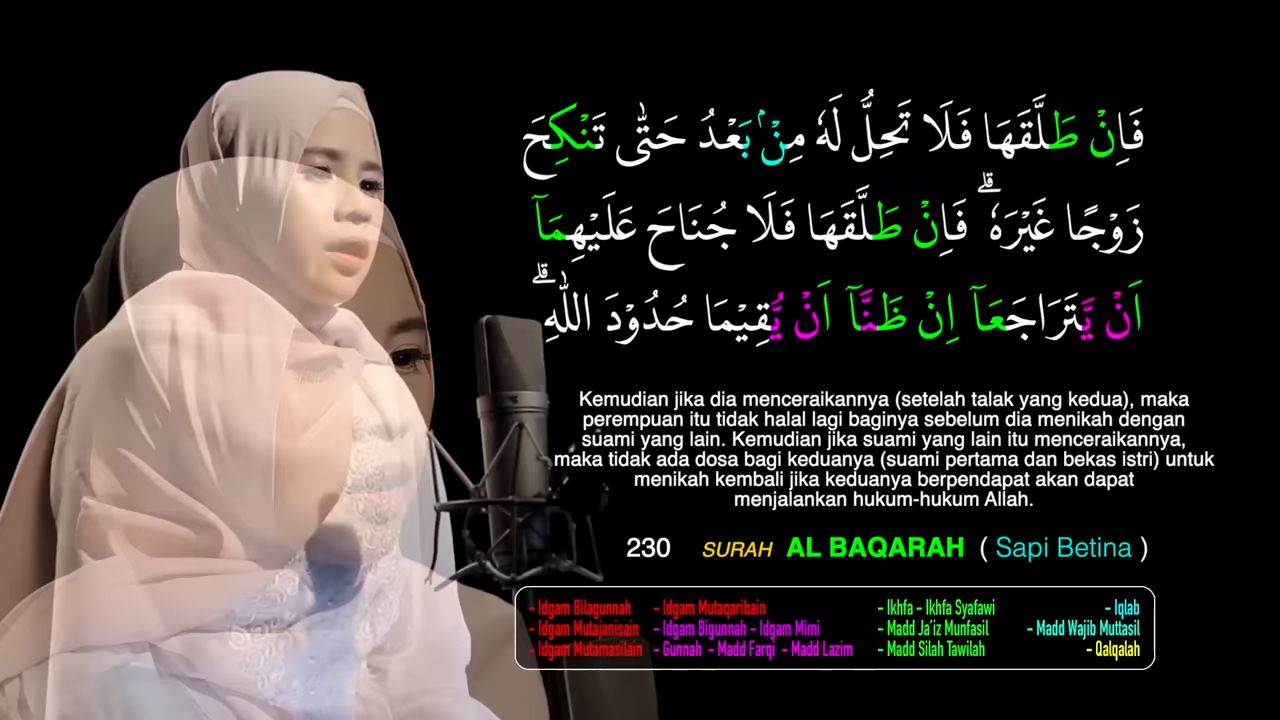 فَاِنْ طَلَّقَهَا فَلَا تَحِلُّ لَهٗ مِنْۢ بَعْدُ حَتّٰى تَنْكِحَ
زَوْجًا غَيْرَهٗ ۗ فَاِنْ طَلَّقَهَا فَلَا جُنَاحَ عَلَيْهِمَآ
اَنْ يَّتَرَاجَعَآ اِنْ ظَنَّآ اَنْ يُّقِيْمَا حُدُوْدَ اللّٰهِ ۗ
Kemudian jika dia menceraikannya (setelah talak yang kedua), maka
perempuan itu tidak halal lagi baginya sebelum dia menikah dengan
suami yang lain. Kemudian jika suami yang lain itu menceraikannya,
maka tidak ada dosa bagi keduanya (suami pertama dan bekas istri) untuk
menikah kembali jika keduanya berpendapat akan dapat
menjalankan hukum-hukum Allah.
230 SURAH AL BAQARAH ( Sapi Betina )
- Idgam Bilagunnah - Idgam Mutaqaribain - Ikhfa - Ikhfa Syafawi - Iqlab
- Idgam Mutajanisain - Idgam Bigunnah - Idgam Mimi - Madd Ja'iz Munfasil - Madd Wajib Muttasil
- Idgam Mutamasilain - Gunnah - Madd Farqi - Madd Lazim - Madd Silah Tawilah - Qalqalah